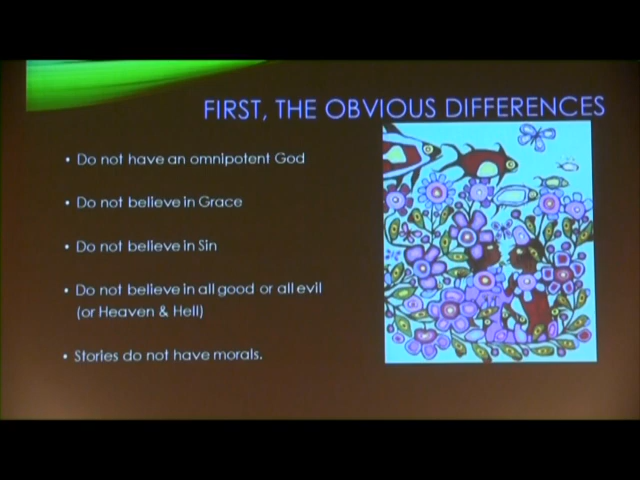 FIRST, THE OBVIOUS DIFFERENCES
• Do not have an omnipotent God
• Do not believe in Grace
• Do not believe in Sin
• Do not believe in all good or all evil
(or Heaven & Hell)
• Stories do not have morals.